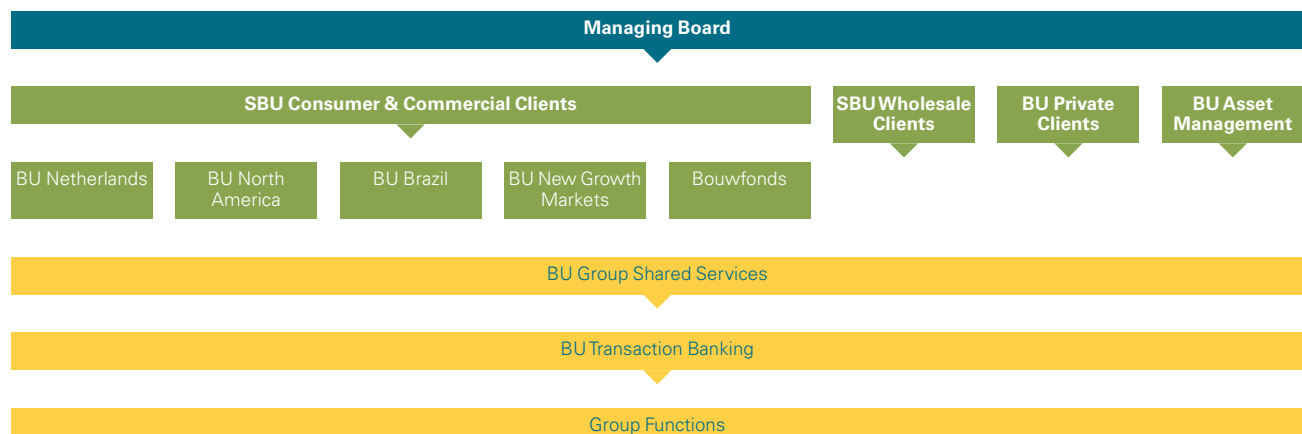 Managing Board
SBU Consumer & Commercial Clients
SBU Wholesale
Clients
BU Private
Clients
BU Asset
Management
BU Netherlands
BU North
America
BU Brazil
BU New Growth
Markets
Bouwfonds
BU Group Shared Services
BU Transaction Banking
Group Functions